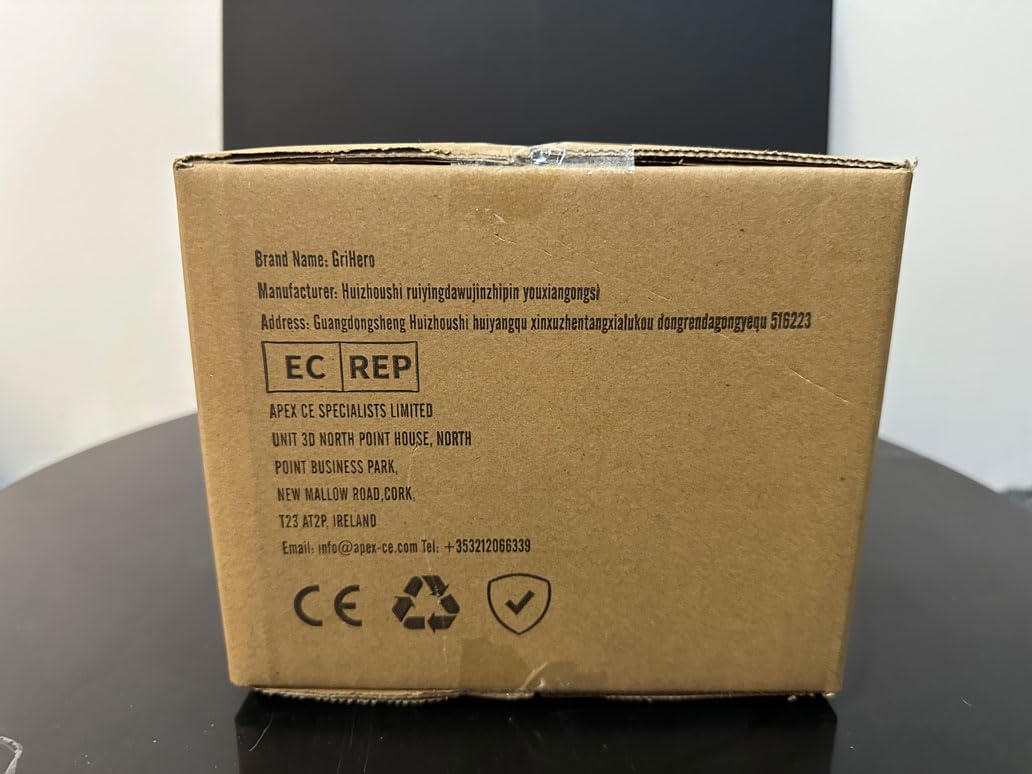 Brand Name: GriHero
Manufacturer: Huizhoushi ruiyingdawujinzhipin youxiangongsi
Address: Guangdongsheng Huizhoushi huiyangqu xinxuzhentangxialukou dongrendagongyequ 516223
EC REP
APEX CE SPECIALISTS LIMITED
UNIT 3D NORTH POINT HOUSE, NORTH
POINT BUSINESS PARK,
NEW MALLOW ROAD,CORK,
T23 AT2P, IRELAND
Email: info@apex-ce.com Tel: +353212066339
CE